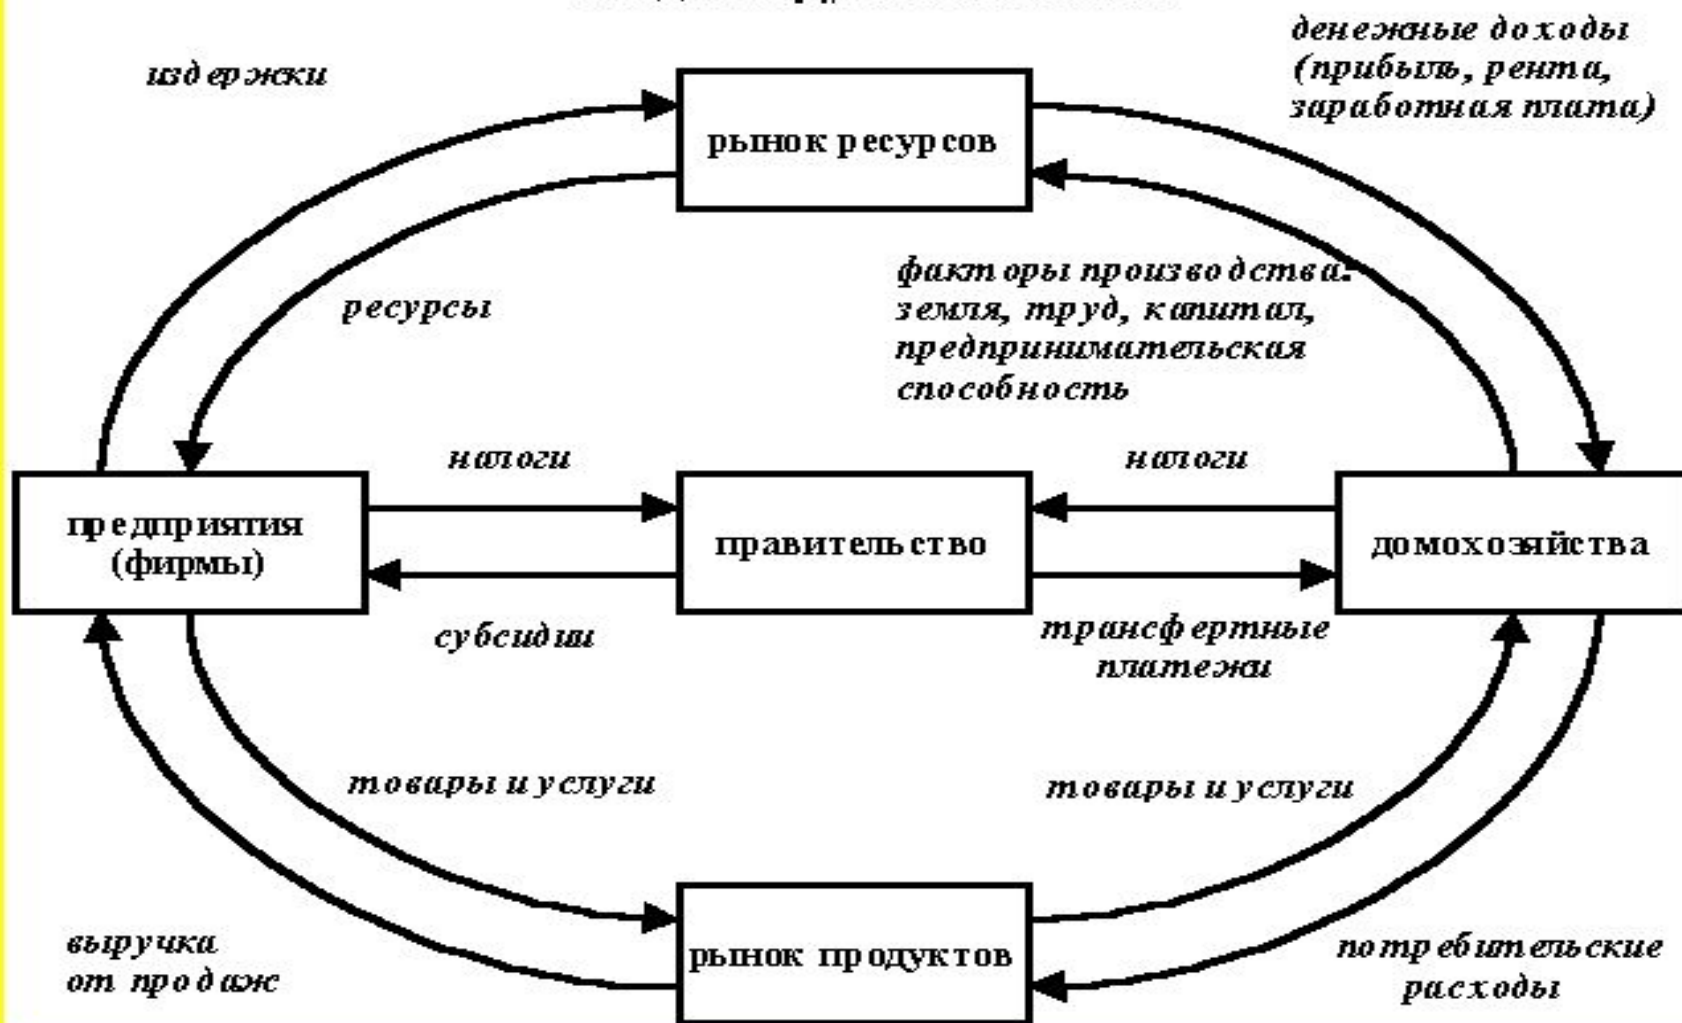 издержки
денежные доходы
(прибыль, рента,
заработная плата)
рынок ресурсов
ресурсы
факторы производства:
земля, труд, капитал,
предпринимательская
способность
налоги
налоги
предприятия
(фирмы)
правительство
домохозяйства
субсидии
трансфертные
платежи
товары и услуги
товары и услуги
выручка
от продаж
рынок продуктов
потребительские
расходы